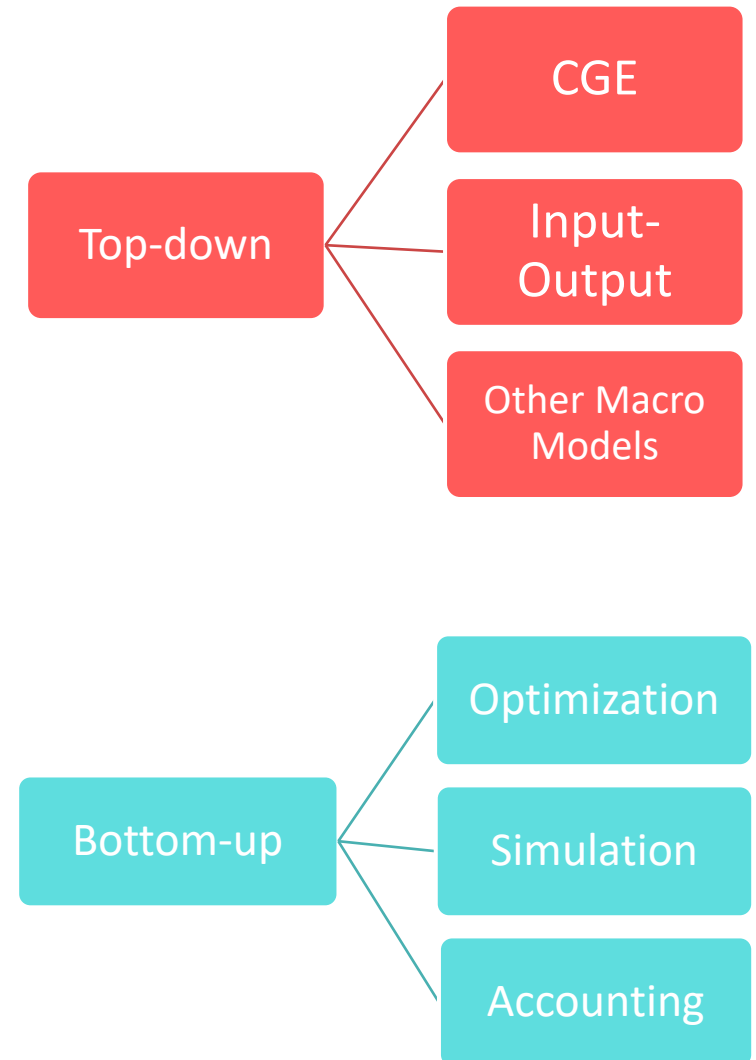 Top-down
CGE
Input-
Output
Other Macro
Models
Bottom-up
Optimization
Simulation
Accounting